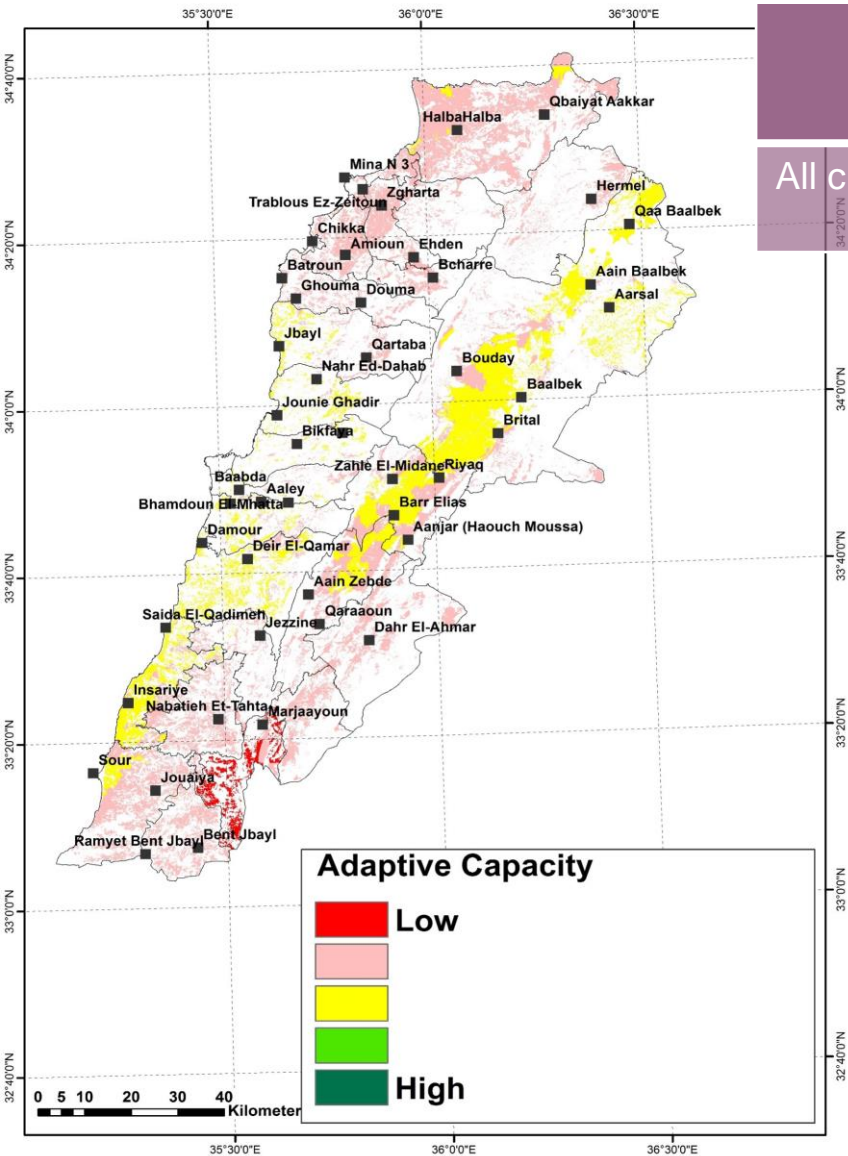 35°30'0"E 36°0'0"E 36°30'0"E
34°40'0"N
Qbaiyat Aakkar
HalbaHalba
All c
Mina N 3
Hermel
Zgharta
Trablous Ez-Zeitoun
Qaa Baalbek
34°20'0"N 34°20'0"N
Chikka
Amioun Ehden
Batroun Bcharre
Aain Baalbek
Ghouma Douma
Aarsal
Jbayl
Qartaba
Bouday
Nahr Ed-Dahab
34°0'0"N 34°0'0"N
Baalbek
Jounie Ghadir
Brital
Bikfaya
Zahle El-Midane Riyaq
Baabda
Aaley
Bhamdoun El-Mhatta
Barr Elias
Aanjar (Haouch Moussa)
Damour
Deir El-Qamar
33°40'0"N 33°40'0"N
Aain Zebde
Saida El-Qadimeh
Jezzine Qaraaoun
Dahr El-Ahmar
Insariye
Nabatieh Et-Tahta
Marjaayoun
33°20'0"N 33°20'0"N
Sour
Jouaiya
Ramyet Bent Jbayl Bent Jbayl
Adaptive Capacity
Low
High
33°0'0"N 33°0'0"N
32°40'0"N 32°40'0"N
0 5 10 20 30 40
Kilometer
35°30'0"E 36°0'0"E 36°30'0"E